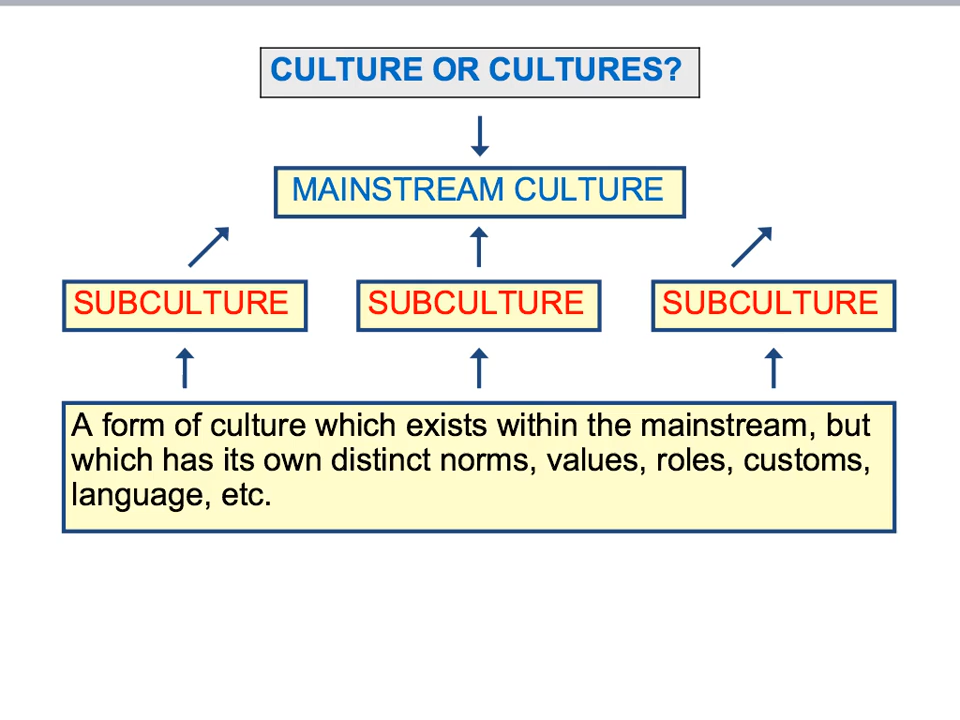 CULTURE OR CULTURES?
MAINSTREAM CULTURE
SUBCULTURE
SUBCULTURE
SUBCULTURE
A form of culture which exists within the mainstream, but
which has its own distinct norms, values, roles, customs,
language, etc.